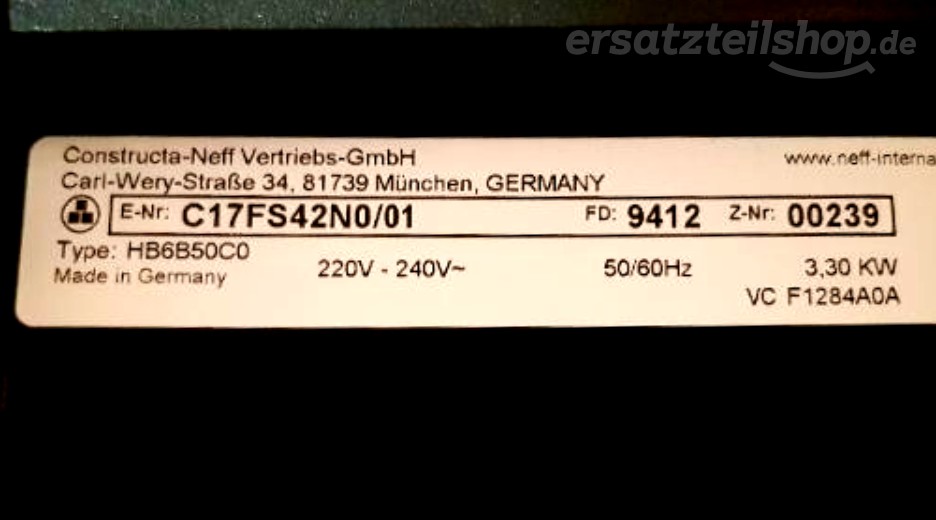 ersatzteilshop.de
Constructa-Neff Vertriebs-GmbH
www.neff-interna
Carl-Wery-Straße 34, 81739 München, GERMANY
E-Nr: C17FS42N0/01 FD: 9412 Z-Nr: 00239
Type: HB6B50C0
Made in Germany 220V - 240V~ 50/60Hz 3,30 KW
VC F1284A0A